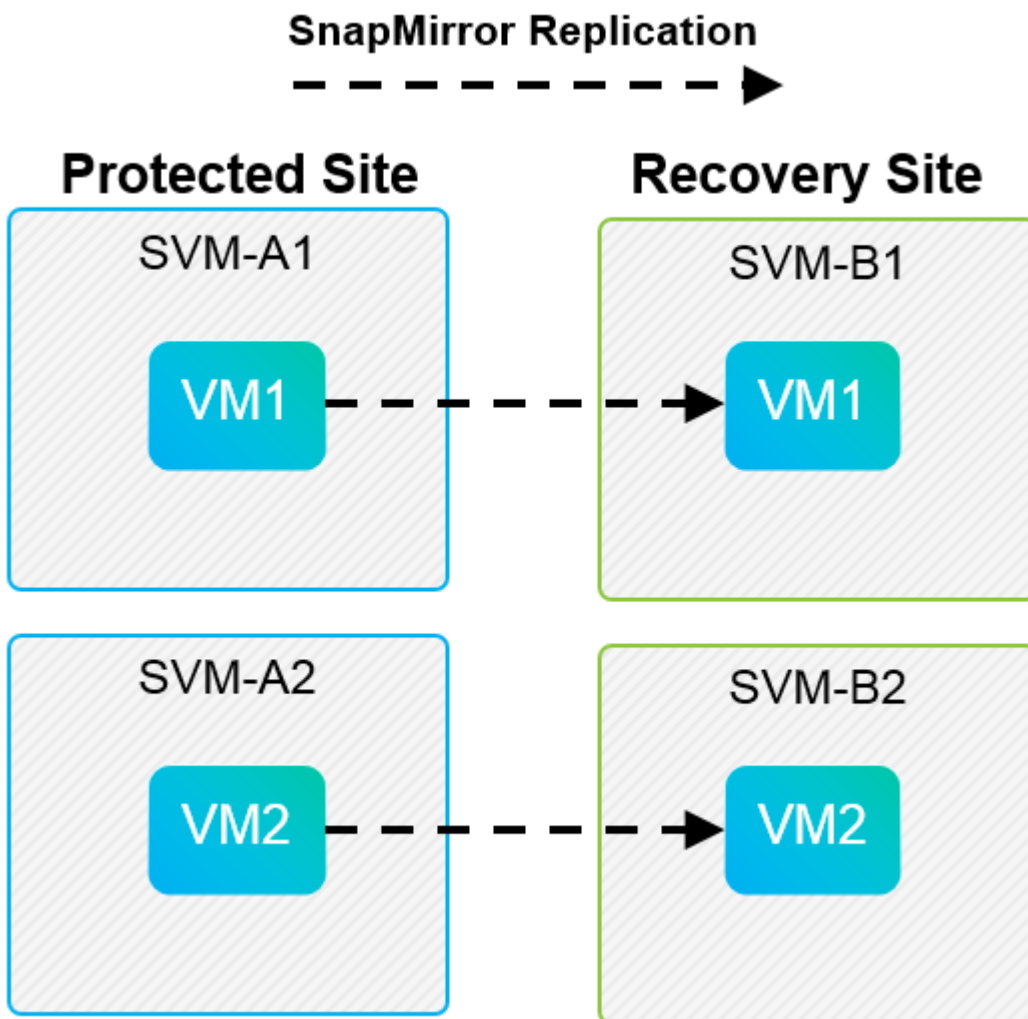 SnapMirror Replication
Protected Site
Recovery Site
SVM-A1
SVM-B1
VM1
VM1
SVM-A2
SVM-B2
VM2
VM2